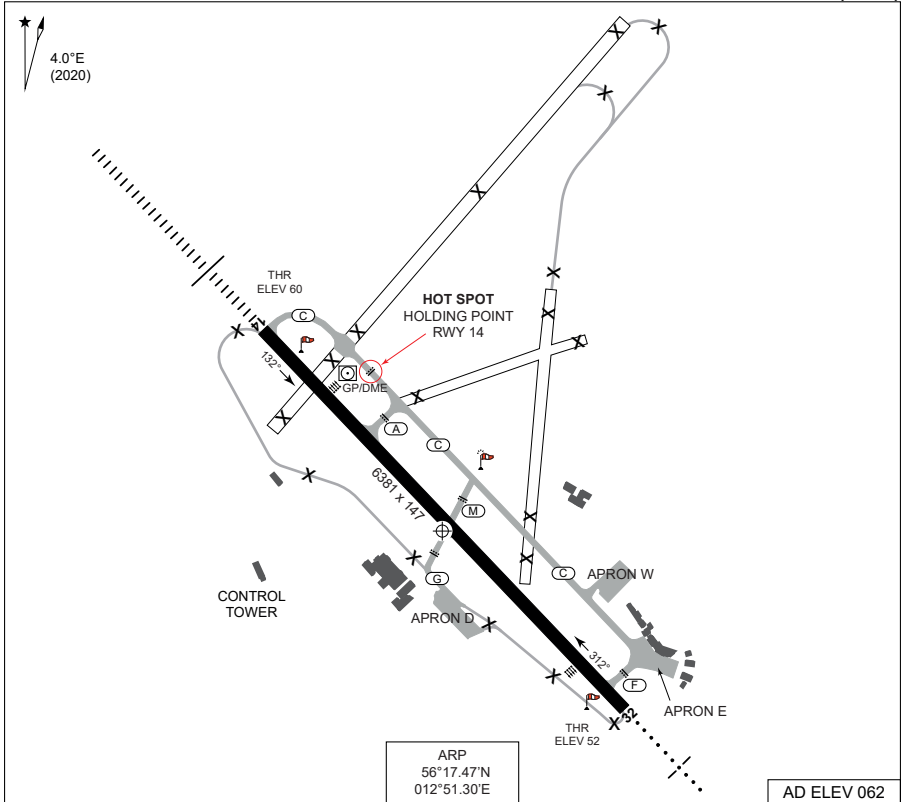 4.0°E
(2020)
THR
ELEV 60
C
HOT SPOT
HOLDING POINT
RWY 14
14
132°
GP/DME
A
C
6381 X 147
M
G
C
APRON W
CONTROL
TOWER
APRON D
312°
F
APRON E
32
THR
ELEV 52
ARP
56°17.47'N
012°51.30'E
AD ELEV 062